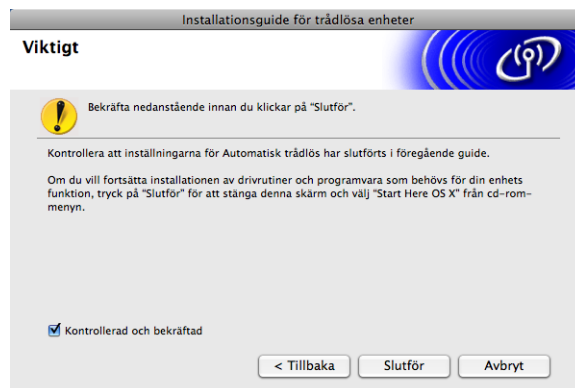 Installationsguide för trådlösa enheter
Viktigt
Bekräfta nedanstående innan du klickar på “Slutför”.
Kontrollera att inställningarna för Automatisk trådlös har slutförts i föregående guide.
Om du vill fortsätta installationen av drivrutiner och programvara som behövs för din enhets
funktion, tryck på “Slutför” för att stänga denna skärm och välj “Start Here OS X” från cd-rom-
menyn.
Kontrollerad och bekräftad
< Tillbaka
Slutför
Avbryt